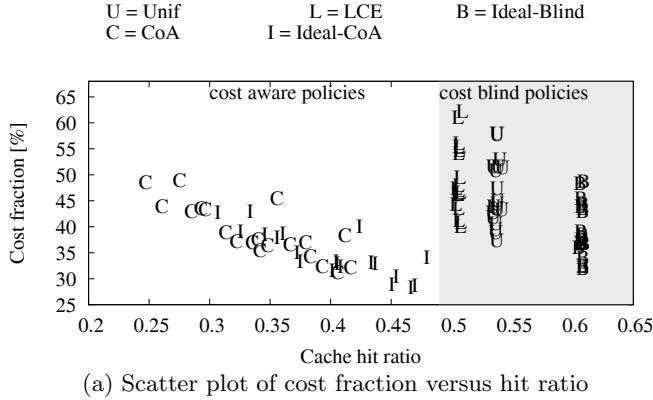 U = Unif L = LCE B = Ideal-Blind
C = CoA I = Ideal-CoA
cost aware policies cost blind policies
Cost fraction [%]
65
60
55
50
45
40
35
30
25
0.2 0.25 0.3 0.35 0.4 0.45 0.5 0.55 0.6 0.65
Cache hit ratio
(a) Scatter plot of cost fraction versus hit ratio